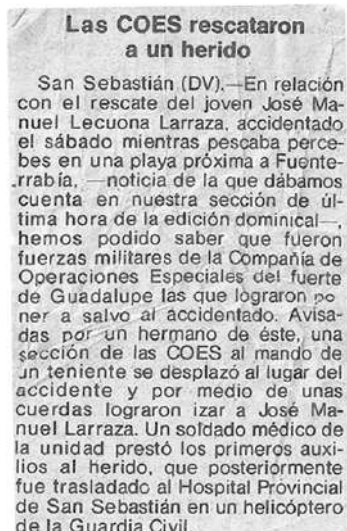 Las COES rescataron
a un herido
San Sebastián (DV).—En relación
con el rescate del joven José Ma-
nuel Lecuona Larraza, accidentado
el sábado mientras pescaba perce-
bes en una playa próxima a Fuente-
rrabía, —noticia de la que dábamos
cuenta en nuestra sección de úl-
tima hora de la edición dominical—,
hemos podido saber que fueron
fuerzas militares de la Compañía de
Operaciones Especiales del fuerte
de Guadalupe las que lograron po
ner a salvo al accidentado. Avisa-
das por un hermano de éste, una
sección de las COES al mando de
un teniente se desplazó al lugar del
accidente y por medio de unas
cuerdas lograron izar a José Ma-
nuel Larraza. Un soldado médico de
la unidad prestó los primeros auxi-
lios al herido, que posteriormente
fue trasladado al Hospital Provincial
de San Sebastián en un helicóptero
de la Guardia Civil